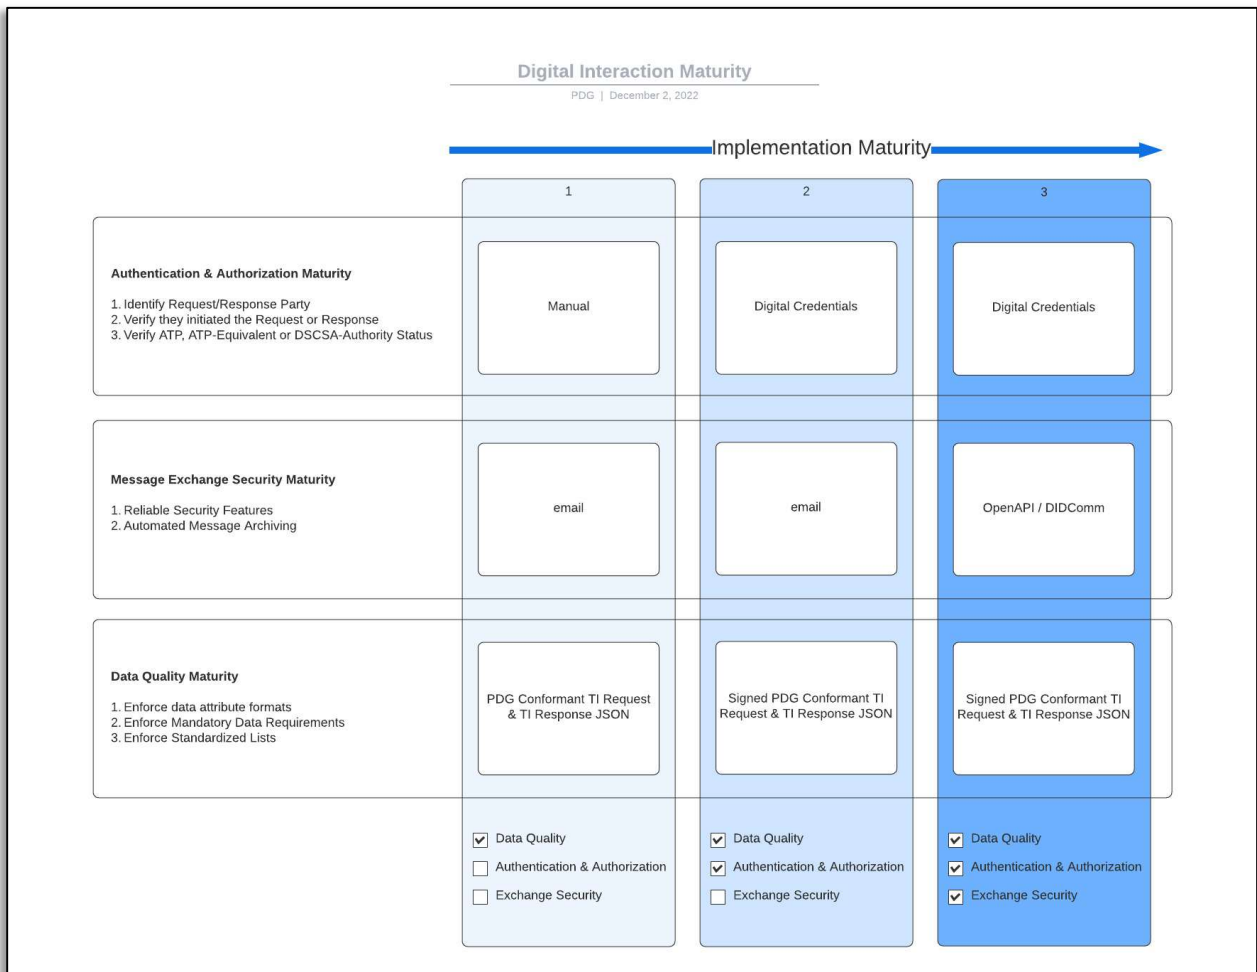 Digital Interaction Maturity
PDG | December 2, 2022
Implementation Maturity
1
2
3
Authentication & Authorization Maturity
1. Identify Request/Response Party
2. Verify they initiated the Request or Response
3. Verify ATP, ATP-Equivalent or DSCSA-Authority Status
Manual
Digital Credentials
Digital Credentials
Message Exchange Security Maturity
1. Reliable Security Features
2. Automated Message Archiving
email
email
OpenAPI / DIDComm
Data Quality Maturity
1. Enforce data attribute formats
2. Enforce Mandatory Data Requirements
3. Enforce Standardized Lists
PDG Conformant TI Request
& TI Response JSON
Signed PDG Conformant TI
Request & TI Response JSON
Signed PDG Conformant TI
Request & TI Response JSON
Data Quality
Authentication & Authorization
Exchange Security
Data Quality
Authentication & Authorization
Exchange Security
Data Quality
Authentication & Authorization
Exchange Security